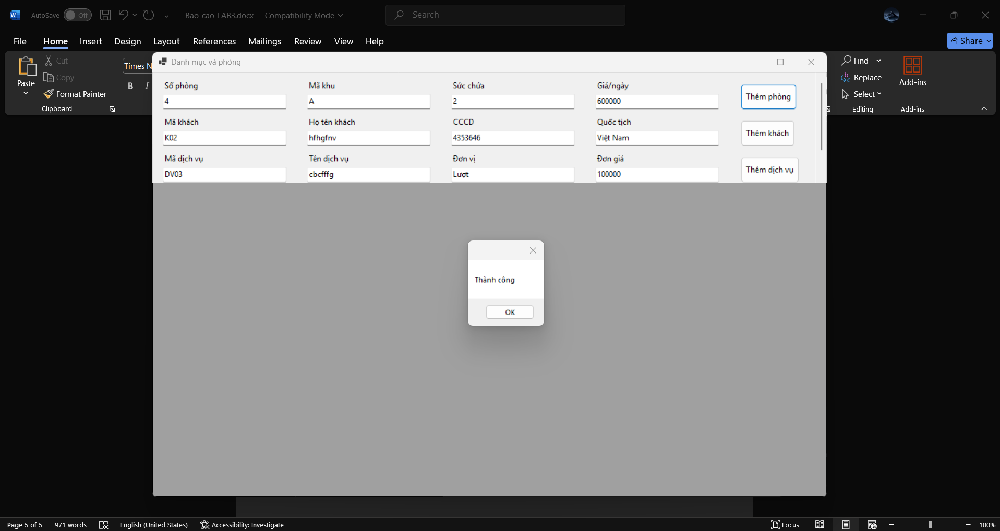 AutoSave Off Bao_cao_LAB3.docx - Compatibility Mode Search
File Home Insert Design Layout References Mailings Review View Help Share
Paste
Cut
Copy
Format Painter
Clipboard
Times N
B I
Find
Replace
Select
Editing
Add-ins
Add-ins
Danh mục và phòng
Số phòng Mã khu Sức chứa Giá/ngày
4 A 2 600000 Thêm phòng
Mã khách Họ tên khách CCCD Quốc tịch
K02 hfhgfnv 4353646 Việt Nam Thêm khách
Mã dịch vụ Tên dịch vụ Đơn vị Đơn giá
DV03 cbcfffg Lượt 100000 Thêm dịch vụ
Thành công
OK
Page 5 of 5 971 words English (United States) Accessibility: Investigate Focus 100%